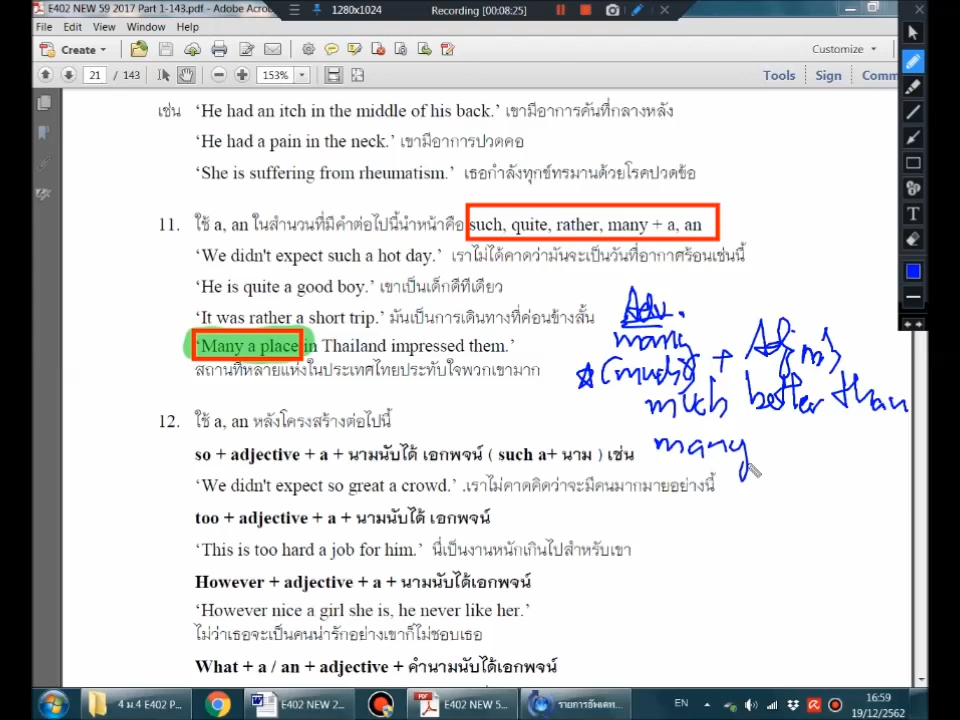 E402 NEW 59 2017 Part 1-143.pdf - Adobe Acro
1280x1024
Recording [00:08:25]
File Edit View Window Help
Create
Customize
21 / 143
153%
Tools Sign Comm
เช่น 'He had an itch in the middle of his back.' เขามีอาการคันที่กลางหลัง
'He had a pain in the neck.' เขามีอาการปวดคอ
'She is suffering from rheumatism.' เธอกำลังทุกข์ทรมานด้วยโรคปวดข้อ
11. ใช้ a, an ในสำนวนที่มีคำต่อไปนี้นำหน้าคือ such, quite, rather, many + a, an
'We didn't expect such a hot day.' เราไม่ได้คาดว่ามันจะเป็นวันที่อากาศร้อนเช่นนี้
'He is quite a good boy.' เขาเป็นเด็กดีทีเดียว
'It was rather a short trip.' มันเป็นการเดินทางที่ค่อนข้างสั้น
Adv.
many
'Many a place in Thailand impressed them.'
(much) + Adj
สถานที่หลายแห่งในประเทศไทยประทับใจพวกเขามาก
much better than
12. ใช้ a, an หลังโครงสร้างต่อไปนี้
many
so + adjective + a + นามนับได้ เอกพจน์ ( such a+ นาม ) เช่น
'We didn't expect so great a crowd.' .เราไม่คาดคิดว่าจะมีคนมากมายอย่างนี้
too + adjective + a + นามนับได้ เอกพจน์
'This is too hard a job for him.' นี่เป็นงานหนักเกินไปสำหรับเขา
However + adjective + a + นามนับได้เอกพจน์
'However nice a girl she is, he never like her.'
ไม่ว่าเธอจะเป็นคนน่ารักอย่างเขาก็ไม่ชอบเธอ
What + a / an + adjective + คำนามนับได้เอกพจน์
4 ม.4 E402 P...
E402 NEW 2...
E402 NEW 5...
รายการอัพเดท...
EN
16:59
19/12/2562